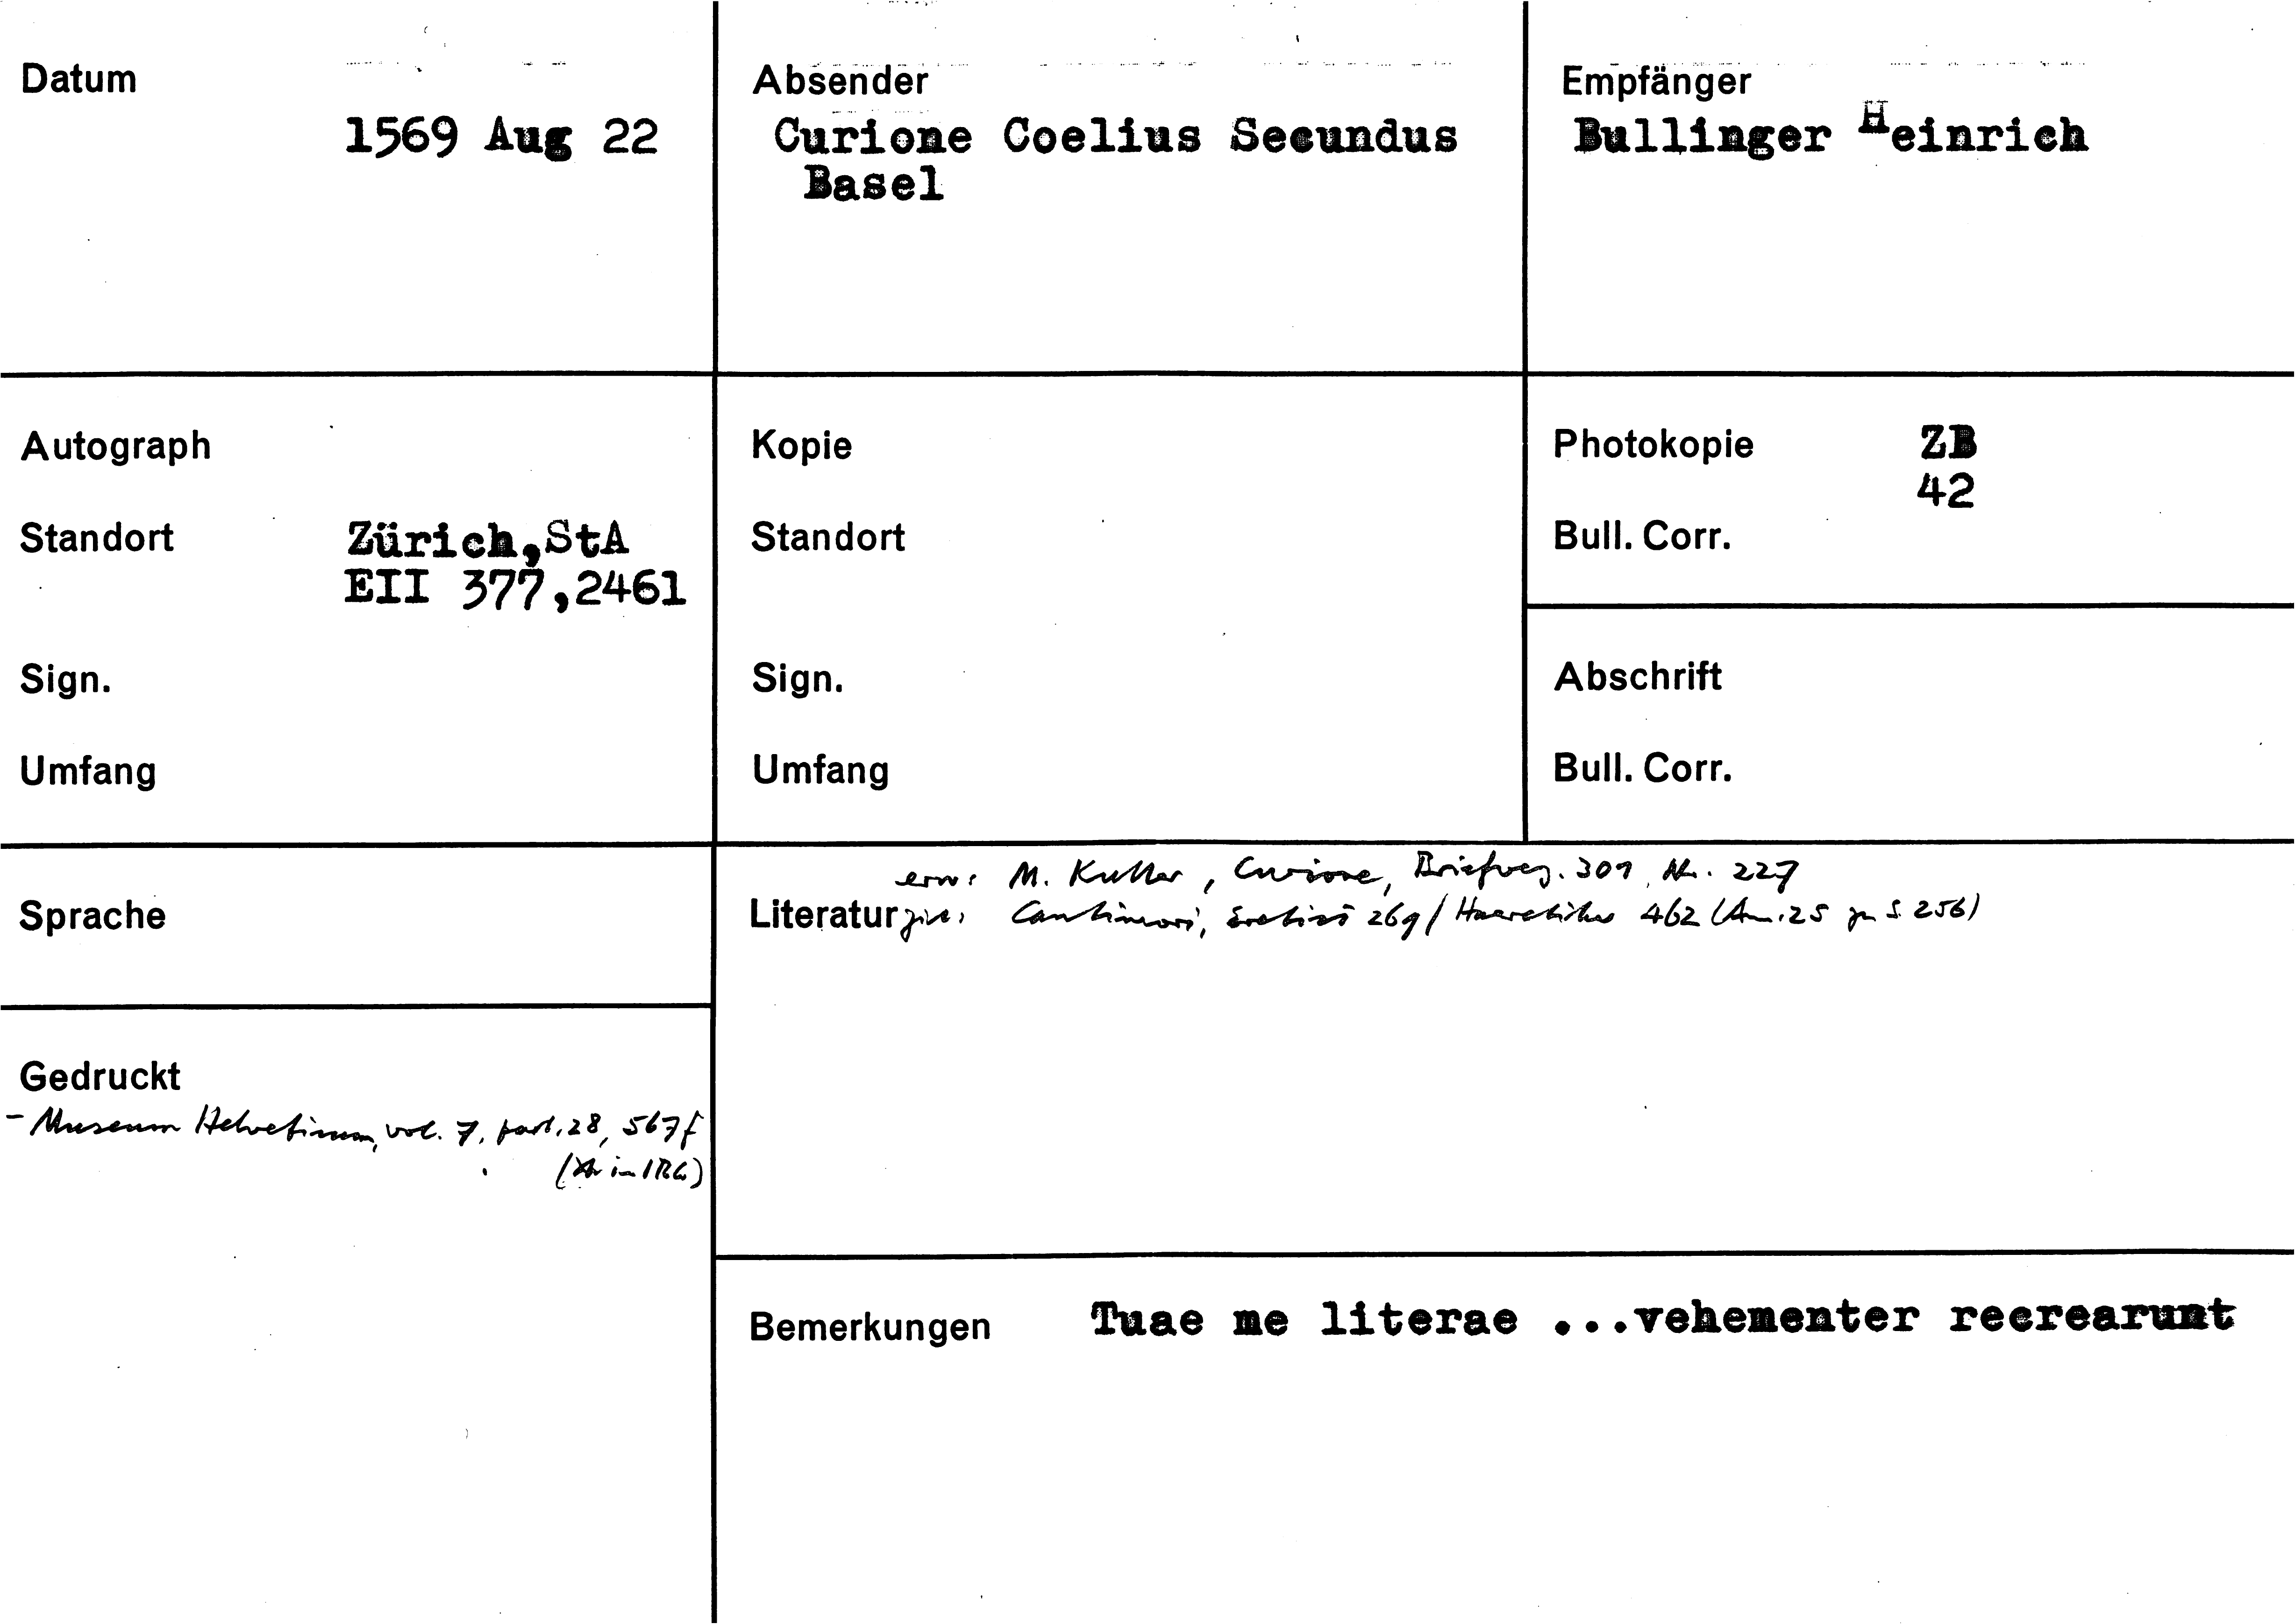 Datum
1569 Aug 22
Absender
Curione Coelius Secundus
Basel
Empfänger
Bullinger Heinrich
Autograph
Standort
Zürich,StA
EII 377,2461
Sign.
Umfang
Kopie
Standort
Sign.
Umfang
Photokopie
ZB
42
Bull. Corr.
Abschrift
Bull. Corr.
Sprache
erw: M. Kutter, Curione, Briefverz. 309, Nr. 227
Literatur zit: Cantimori, Eretici 269 / Haeretiker 462 (Anm. 25 zu S. 256)
Gedruckt
- Museum Helveticum, vol. 7, part. 28, 567f
in IRG)
Bemerkungen
Tuae me literae ...vehementer recrearunt